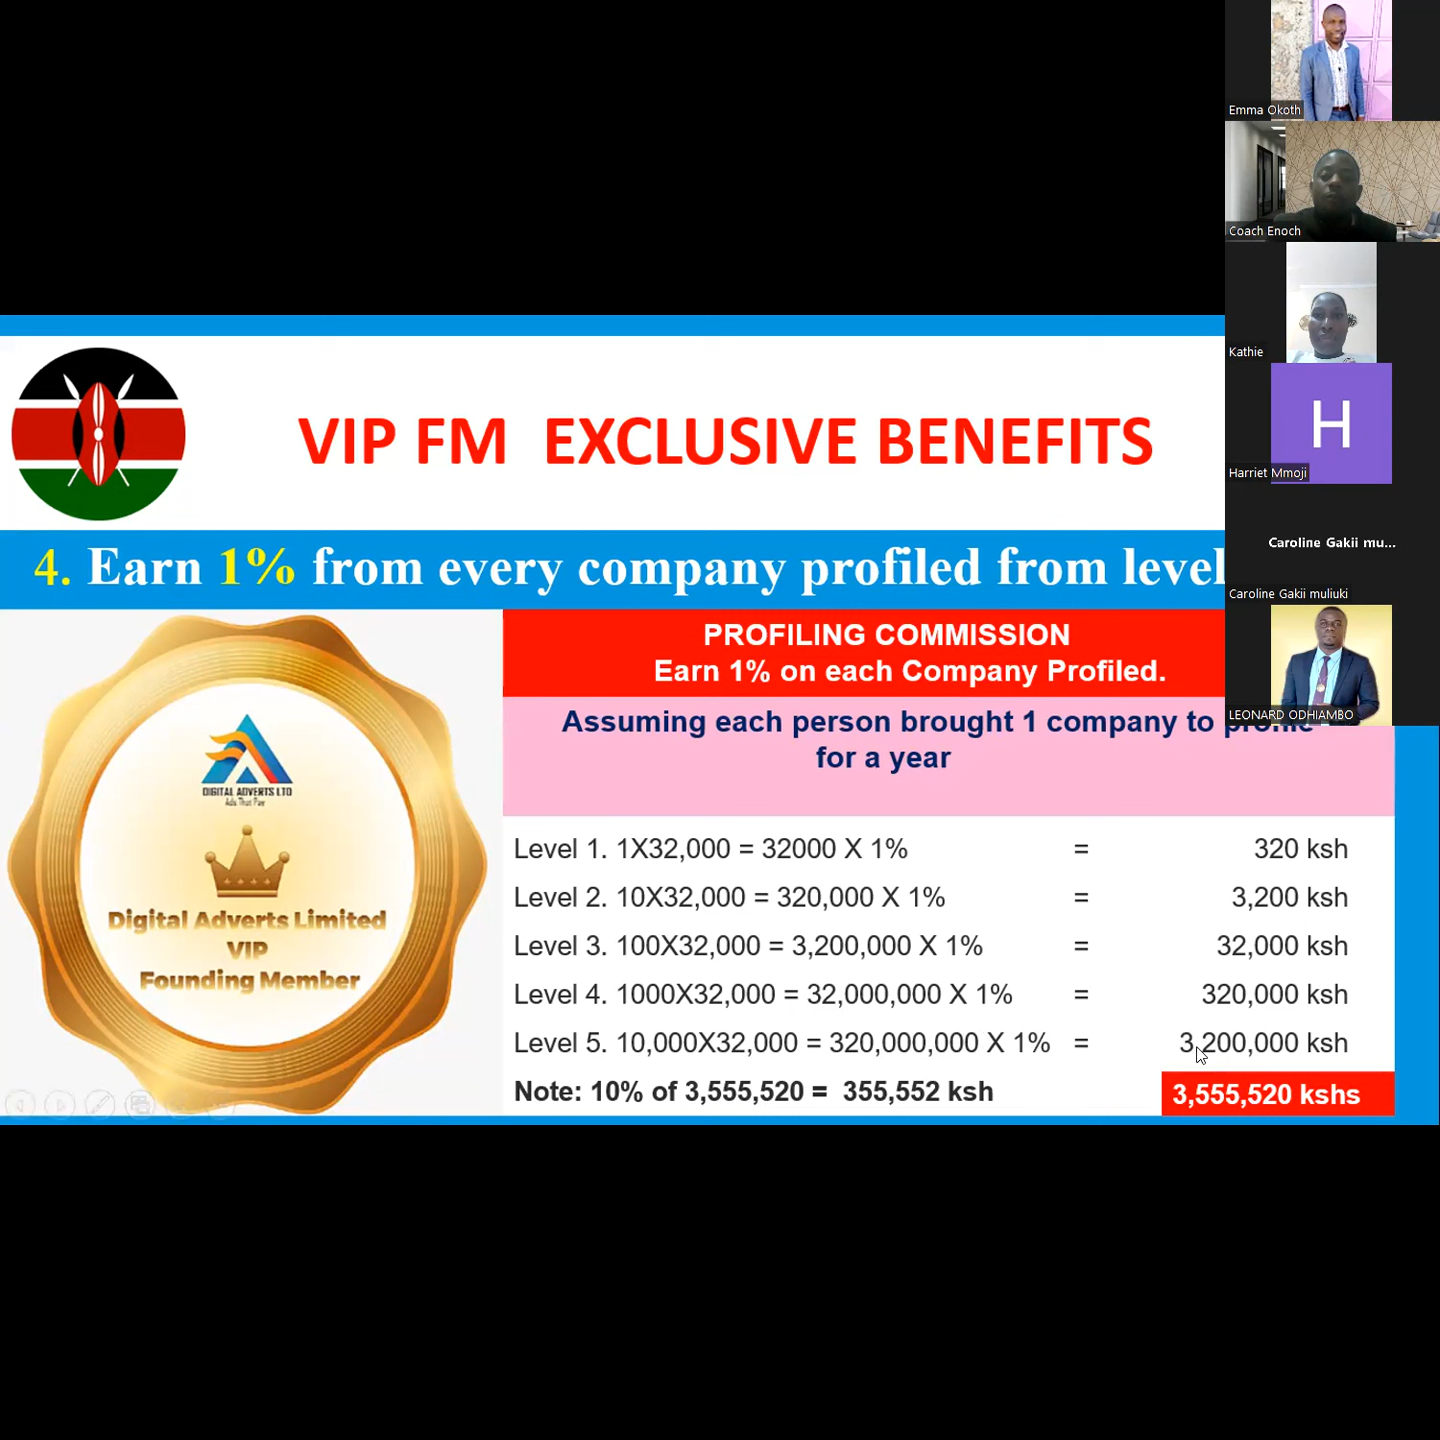 Emma Okoth
Coach Enoch
Kathie
H
Harriet Mmoji
Caroline Gakii mu...
Caroline Gakii muliuki
LEONARD ODHIAMBO
VIP FM EXCLUSIVE BENEFITS
4. Earn 1% from every company profiled from level
DIGITAL ADVERTS LTD
Ads That Pay
Digital Adverts Limited
VIP
Founding Member
PROFILING COMMISSION
Earn 1% on each Company Profiled.
Assuming each person brought 1 company to profile
for a year
Level 1. 1X32,000 = 32000 X 1% = 320 ksh
Level 2. 10X32,000 = 320,000 X 1% = 3,200 ksh
Level 3. 100X32,000 = 3,200,000 X 1% = 32,000 ksh
Level 4. 1000X32,000 = 32,000,000 X 1% = 320,000 ksh
Level 5. 10,000X32,000 = 320,000,000 X 1% = 3,200,000 ksh
Note: 10% of 3,555,520 = 355,552 ksh 3,555,520 kshs